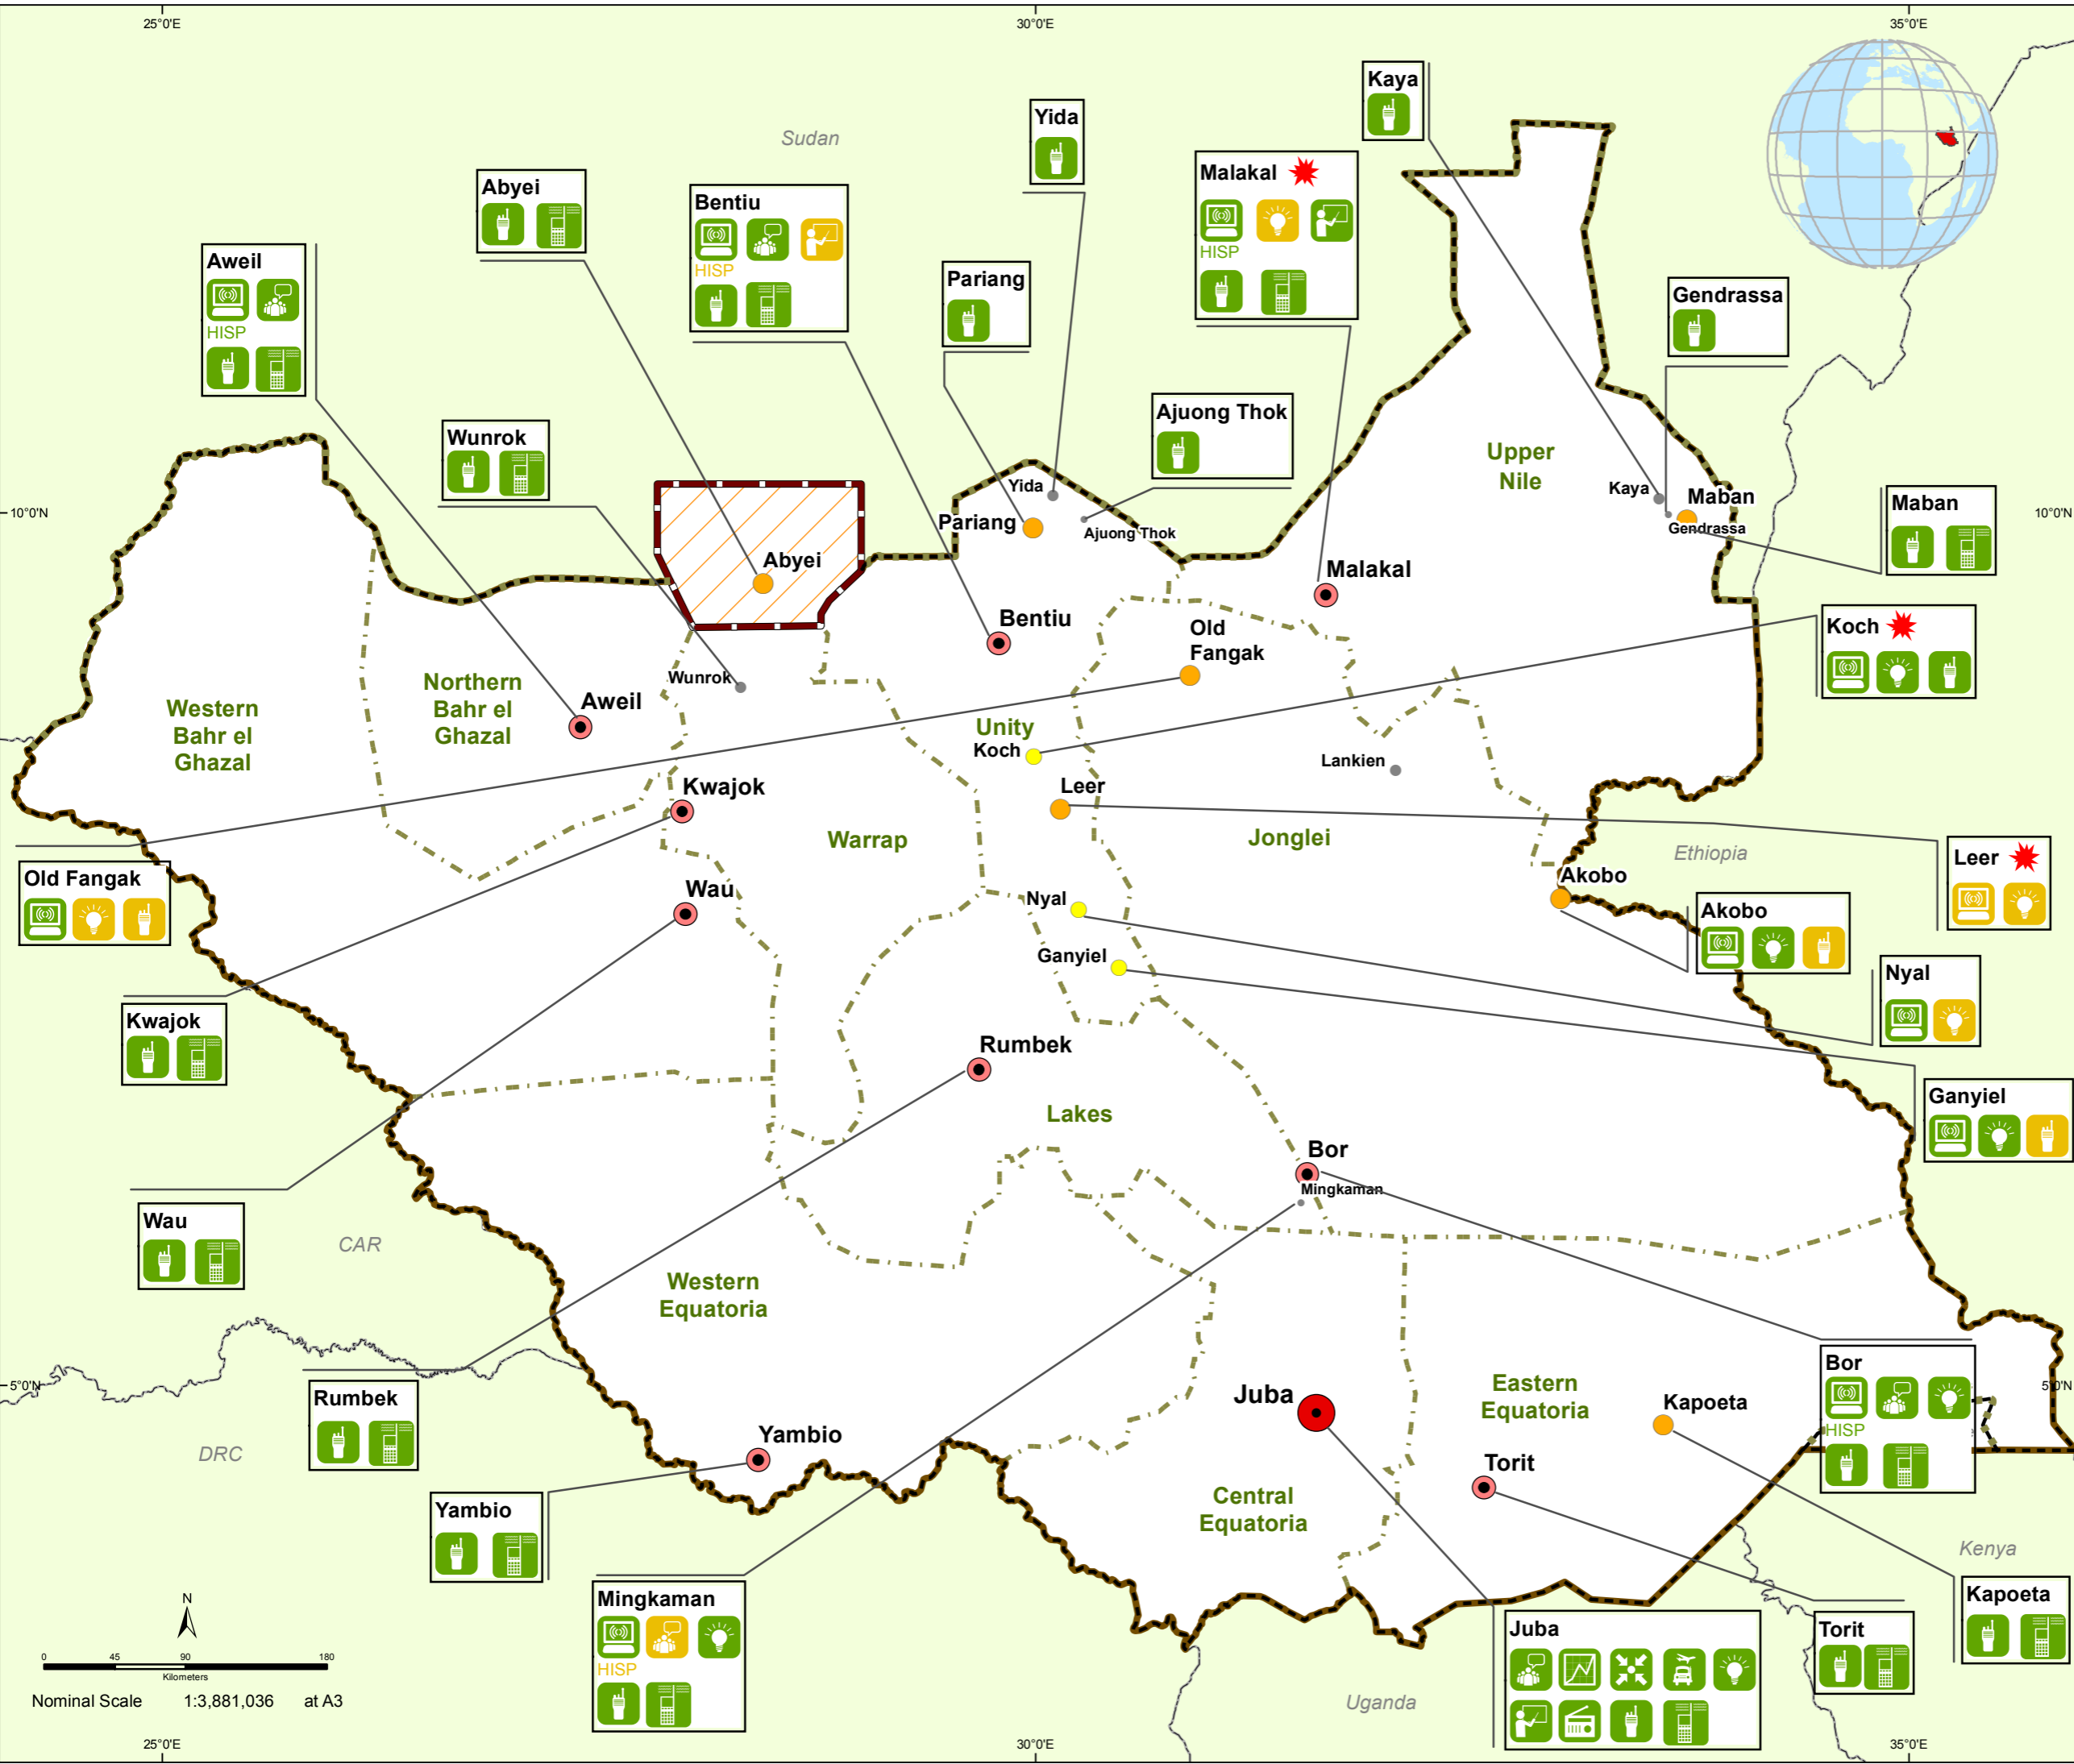 25°0'E
30°0'E
35°0'E
Kaya
Yida
Sudan
Malakal
Abyei
Bentiu
HISP
HISP
Aweil
HISP
Pariang
Gendrassa
Ajuong Thok
Wunrok
Upper
Nile
Yida
Kaya
Maban
Pariang
Ajuong Thok
Gendrassa
10°0'N
10°0'N
Maban
Abyei
Malakal
Bentiu
Old
Fangak
Koch
Wunrok
Northern
Bahr el
Ghazal
Aweil
Western
Bahr el
Ghazal
Unity
Koch
Lankien
Kwajok
Leer
Warrap
Jonglei
Ethiopia
Leer
Old Fangak
Wau
Nyal
Akobo
Akobo
Ganyiel
Nyal
Kwajok
Rumbek
Lakes
Ganyiel
Bor
Mingkaman
Wau
CAR
Western
Equatoria
Bor
HISP
5°0'N
5°0'N
Rumbek
Juba
Eastern
Equatoria
Kapoeta
DRC
Yambio
Torit
Yambio
Central
Equatoria
Kenya
Mingkaman
HISP
Kapoeta
Juba
Torit
N
0 45 90 180
Kilometers
Nominal Scale 1:3,881,036 at A3
Uganda
25°0'E
30°0'E
35°0'E